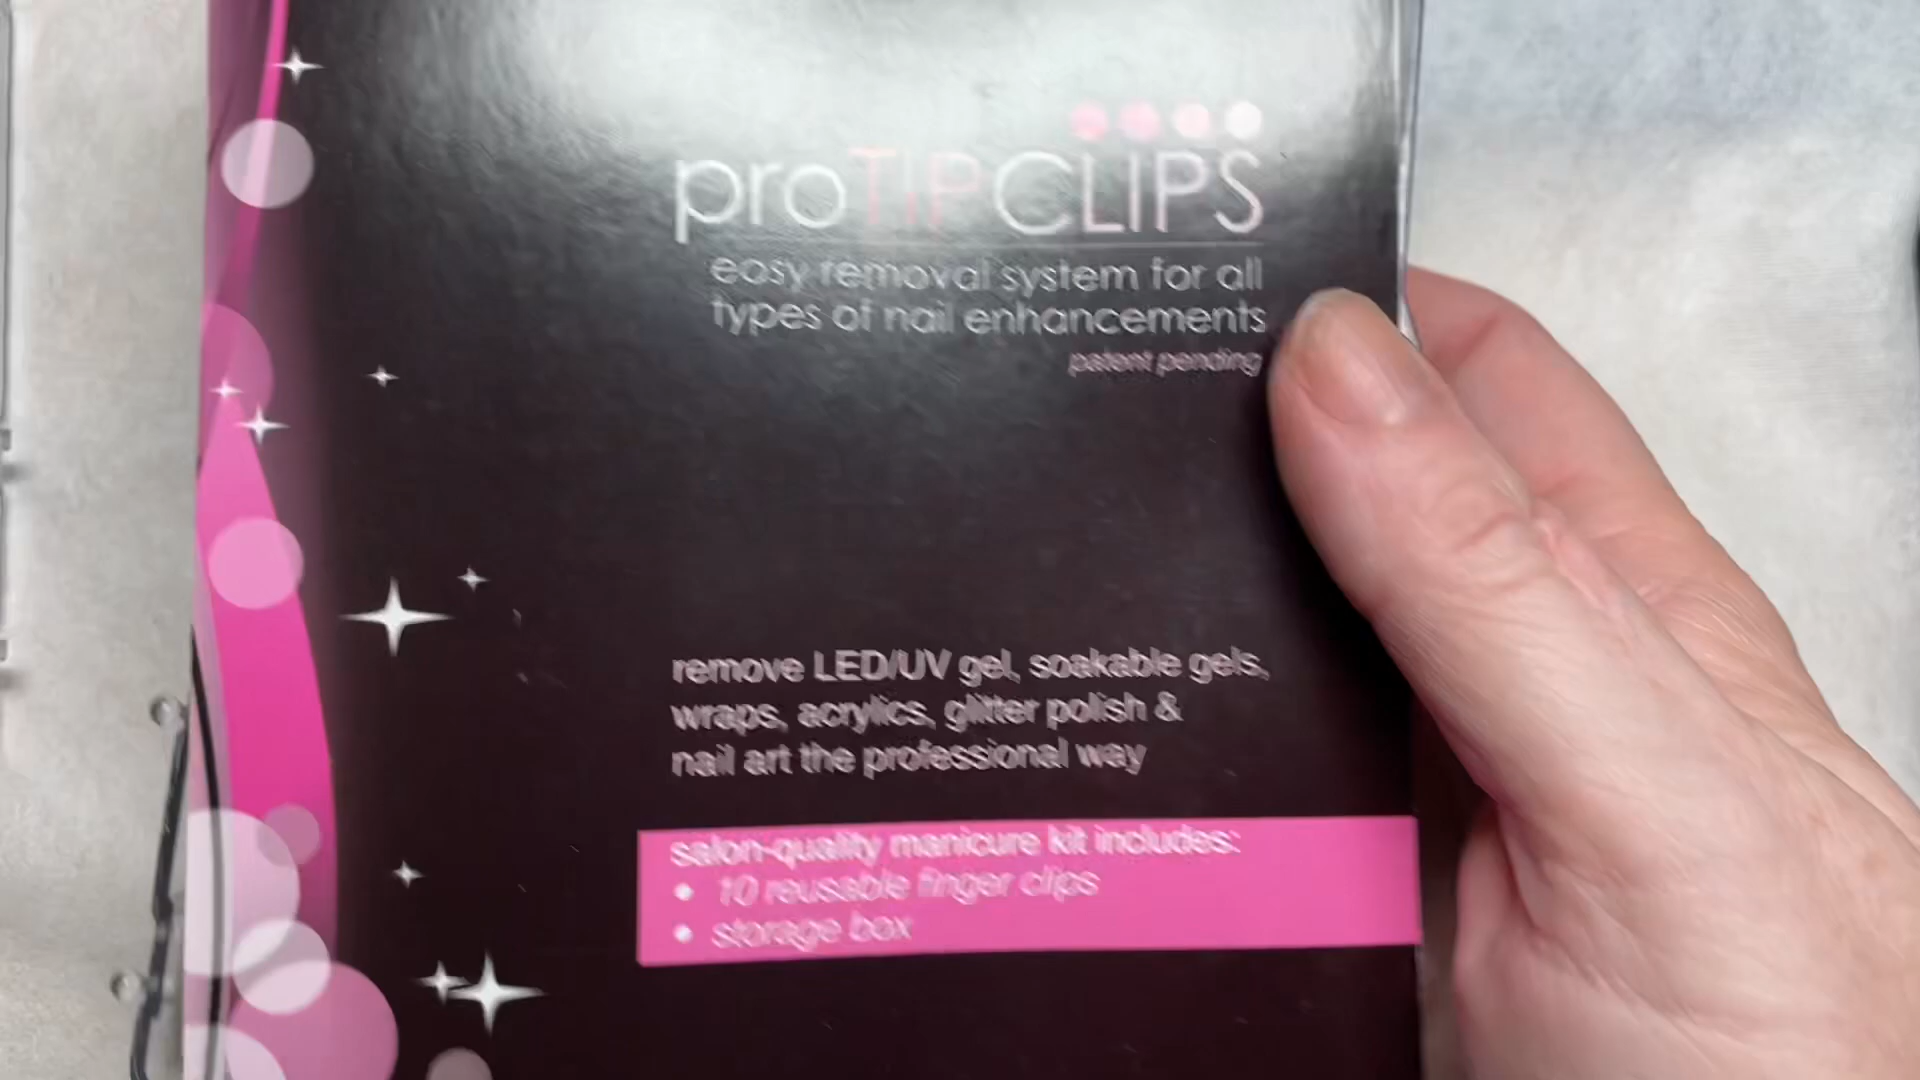 proTIPCLIPS
easy removal system for all
types of nail enhancements
patent pending
remove LED/UV gel, soakable gels,
wraps, acrylics, glitter polish &
nail art the professional way
salon-quality manicure kit includes:
• 10 reusable finger clips
• storage box